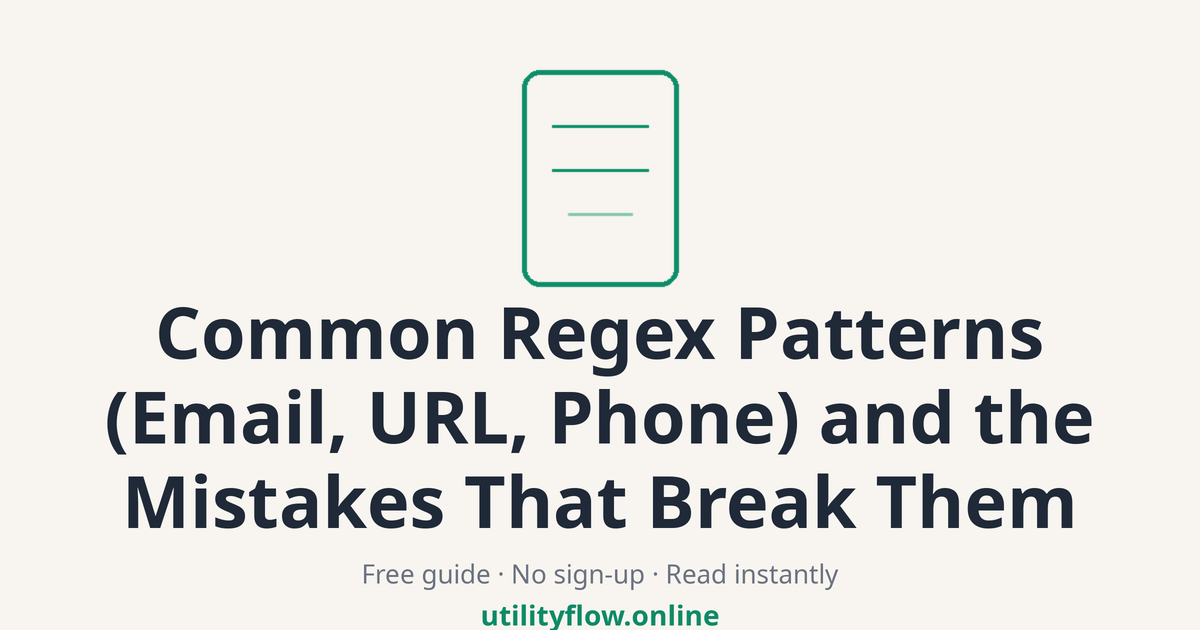 Common Regex Patterns
(Email, URL, Phone) and the
Mistakes That Break Them
Free guide · No sign-up · Read instantly
utilityflow.online